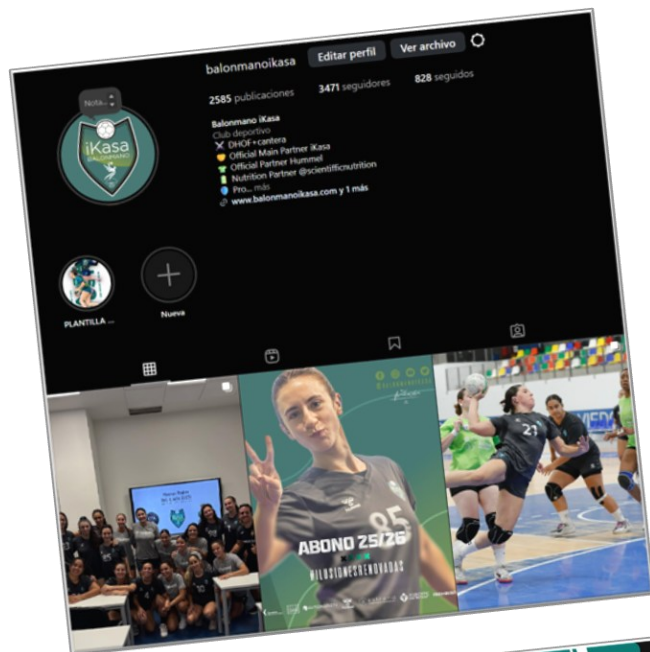 balonmanoikasa Editar perfil Ver archivo
2585 publicaciones 3471 seguidores 828 seguidos
Nota...
Balonmano iKasa
Club deportivo
DHOF+cantera
Official Main Partner iKasa
Official Partner Hummel
Nutrition Partner @scientifficnutrition
Pro... más
www.balonmanoikasa.com y 1 más
iKasa
BALONMANO
PLANTILLA ...
Nueva
85
ABONO 25/26
#ILUSIONESRENOVADAS
21